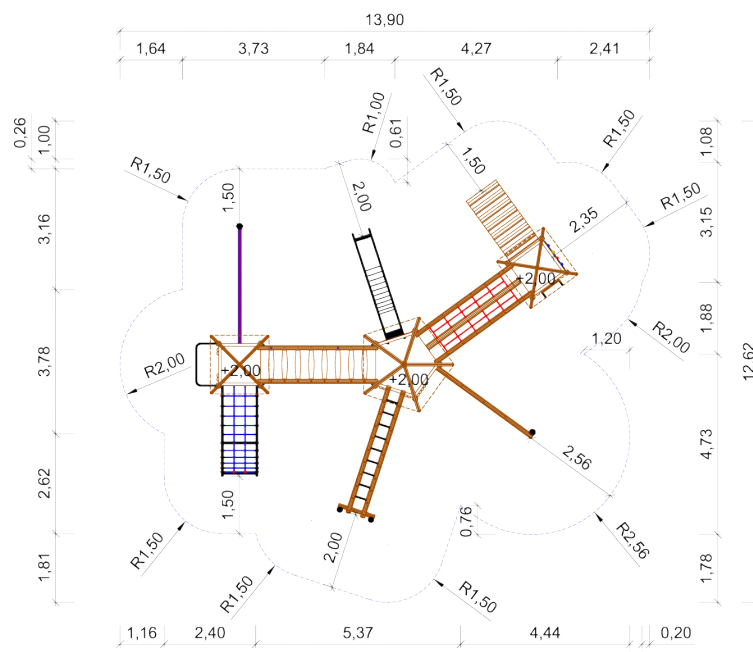 13,90
1,64 3,73 1,84 4,27 2,41
0,26 1,00 R1,50 R1,00 0,61 R1,50 R1,50 1,08
R1,50 1,50 2,00 1,50 R1,50
3,16 2,35 3,15
+2,00
1,88
R2,00 1,20 R2,00
3,78 +2,00 +2,00 12,62
2,56 4,73
2,62 1,50 0,76 R2,56
R1,50 2,00
1,81 R1,50 R1,50 1,78
1,16 2,40 5,37 4,44 0,20